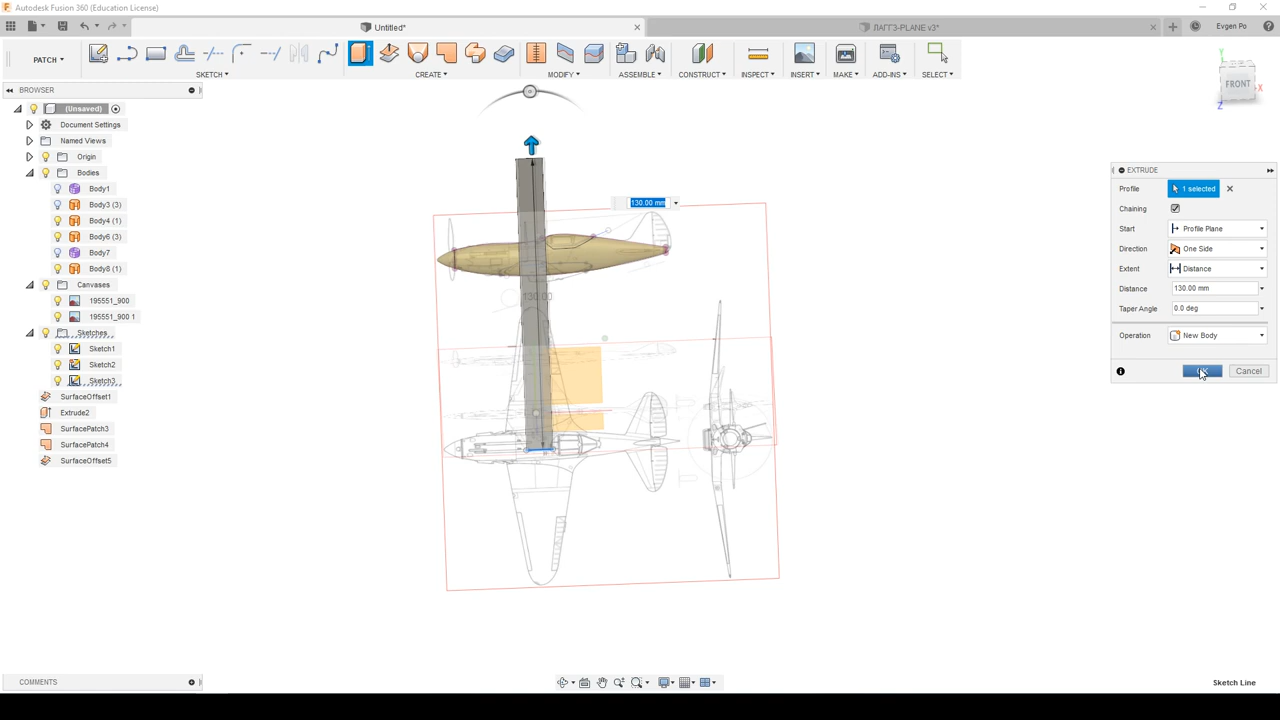 Autodesk Fusion 360 (Education License)
Untitled*
ЛАГГЗ-PLANE v3*
Evgen Po
PATCH
SKETCH
CREATE
MODIFY
ASSEMBLE
CONSTRUCT
INSPECT
INSERT
MAKE
ADD-INS
SELECT
BROWSER
(Unsaved)
Document Settings
Named Views
Origin
Bodies
Body1
Body3 (3)
Body4 (1)
Body6 (3)
Body7
Body8 (1)
Canvases
195551_900
195551_900 1
Sketches
Sketch1
Sketch2
Sketch3
SurfaceOffset1
Extrude2
SurfacePatch3
SurfacePatch4
SurfaceOffset5
130.00 mm
130.00
Y
FRONT
X
Z
EXTRUDE
Profile 1 selected
Chaining
Start Profile Plane
Direction One Side
Extent Distance
Distance 130.00 mm
Taper Angle 0.0 deg
Operation New Body
OK Cancel
COMMENTS
Sketch Line